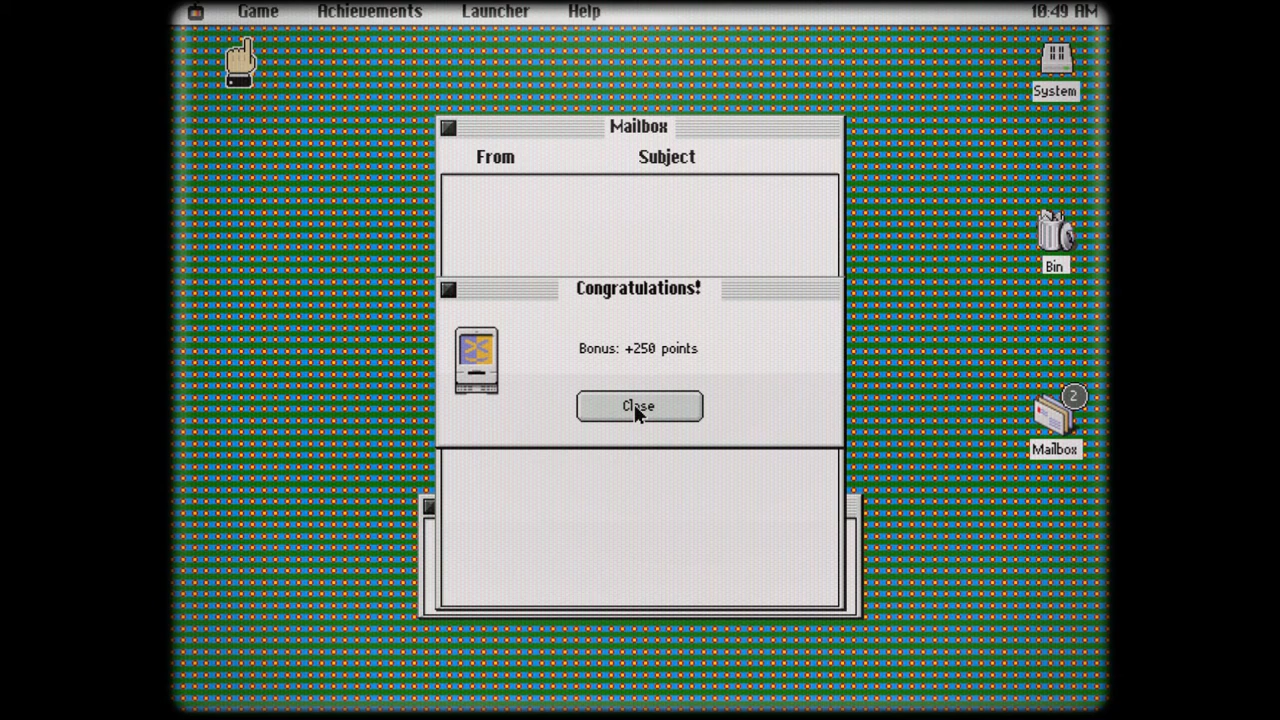 Game Achievements Launcher Help 10:49 AM
System
Mailbox
From Subject
Bin
Congratulations!
Bonus: +250 points
2
Close
Mailbox